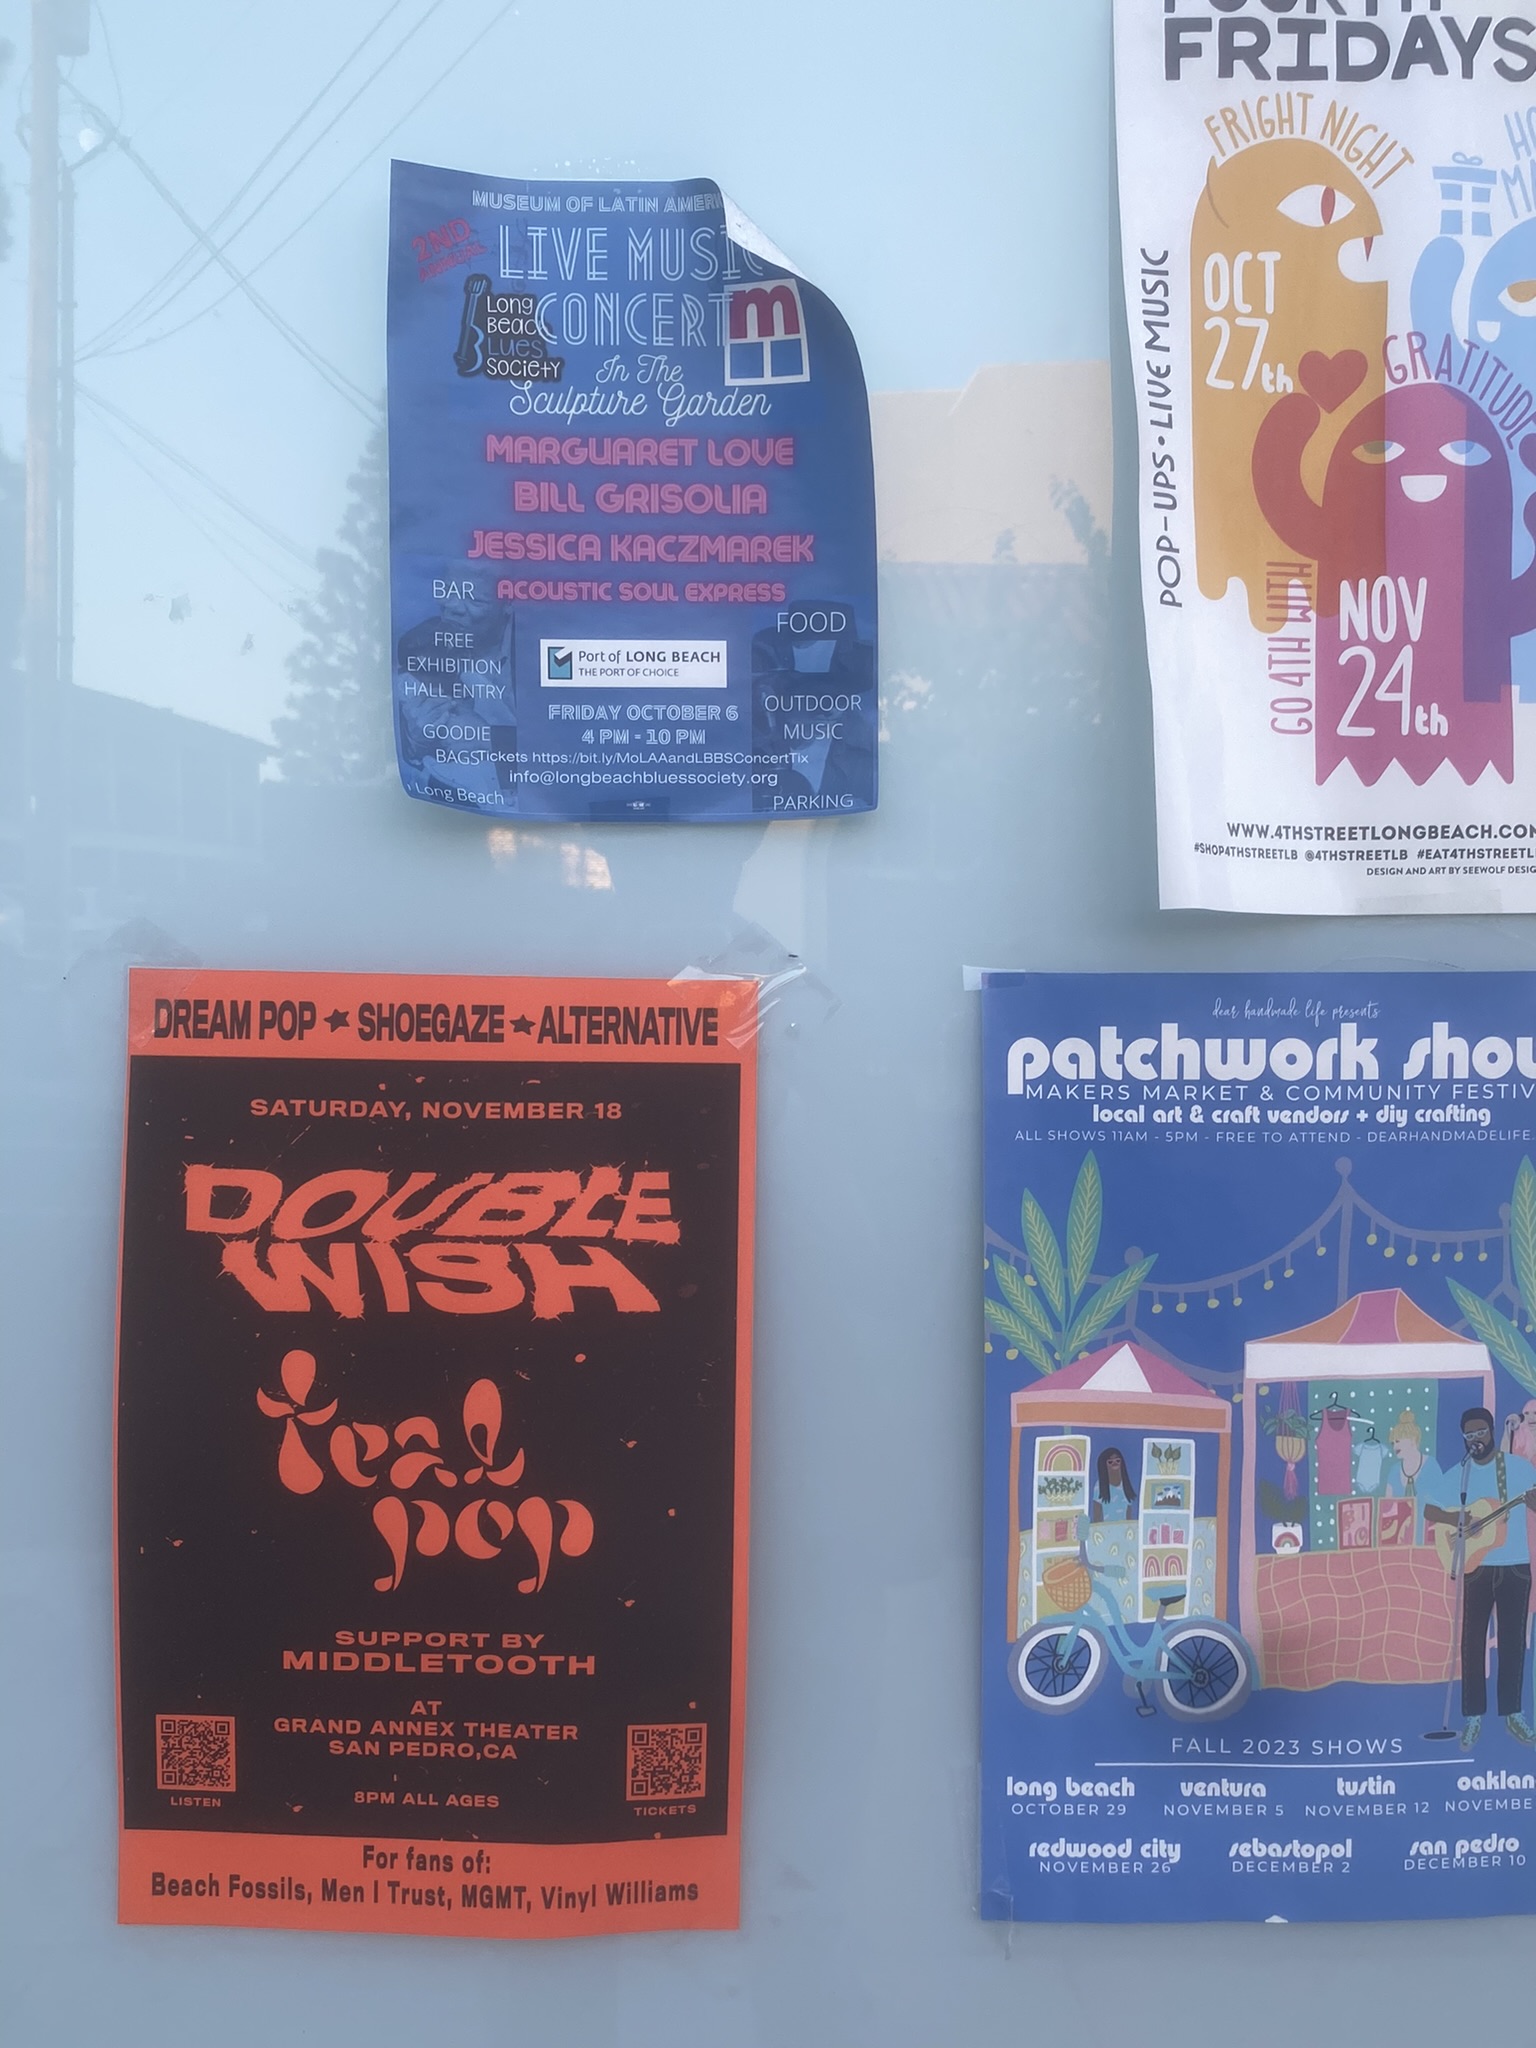 MUSEUM OF LATIN AMERI
2ND
ANNUAL
LIVE MUSIC
CONCERT
Long
Beach
Blues
Society
m
In The
Sculpture Garden
MARGUARET LOVE
BILL GRISOLIA
JESSICA KACZMAREK
ACOUSTIC SOUL EXPRESS
BAR
FREE
EXHIBITION
HALL ENTRY
GOODIE
BAGS
FOOD
OUTDOOR
MUSIC
PARKING
Port of LONG BEACH
THE PORT OF CHOICE
FRIDAY OCTOBER 6
4 PM - 10 PM
Tickets https://bit.ly/MoLAAandLBBSConcertTix
info@longbeachbluessociety.org
Long Beach
FOURTH
FRIDAYS
FRIGHT NIGHT
OCT
27th
GRATITUDE
NOV
24th
POP-UPS • LIVE MUSIC
GO 4TH WITH
WWW.4THSTREETLONGBEACH.COM
#SHOP4THSTREETLB @4THSTREETLB #EAT4THSTREETL
DESIGN AND ART BY SEEWOLF DESIG
DREAM POP ★ SHOEGAZE ★ ALTERNATIVE
SATURDAY, NOVEMBER 18
DOUBLE
WISH
teal
pop
SUPPORT BY
MIDDLETOOTH
AT
GRAND ANNEX THEATER
SAN PEDRO,CA
8PM ALL AGES
LISTEN
TICKETS
For fans of:
Beach Fossils, Men I Trust, MGMT, Vinyl Williams
dear handmade life presents
patchwork show
MAKERS MARKET & COMMUNITY FESTIV
local art & craft vendors + diy crafting
ALL SHOWS 11AM - 5PM - FREE TO ATTEND - DEARHANDMADELIFE.
FALL 2023 SHOWS
long beach
OCTOBER 29
ventura
NOVEMBER 5
tustin
NOVEMBER 12
oaklan
NOVEMBE
redwood city
NOVEMBER 26
sebastopol
DECEMBER 2
san pedro
DECEMBER 10